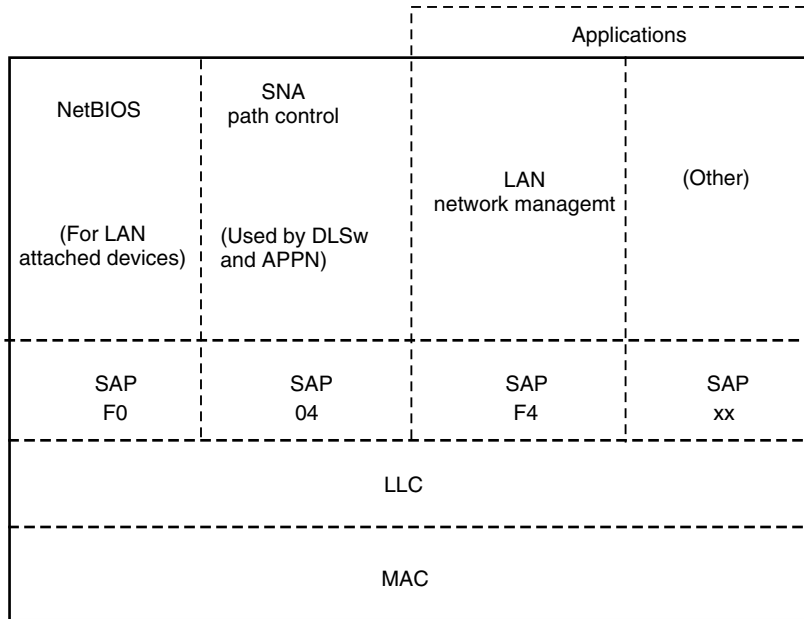 Applications
NetBIOS
(For LAN
attached devices)
SNA
path control
(Used by DLSw
and APPN)
LAN
network managemt
(Other)
SAP
F0
SAP
04
SAP
F4
SAP
xx
LLC
MAC